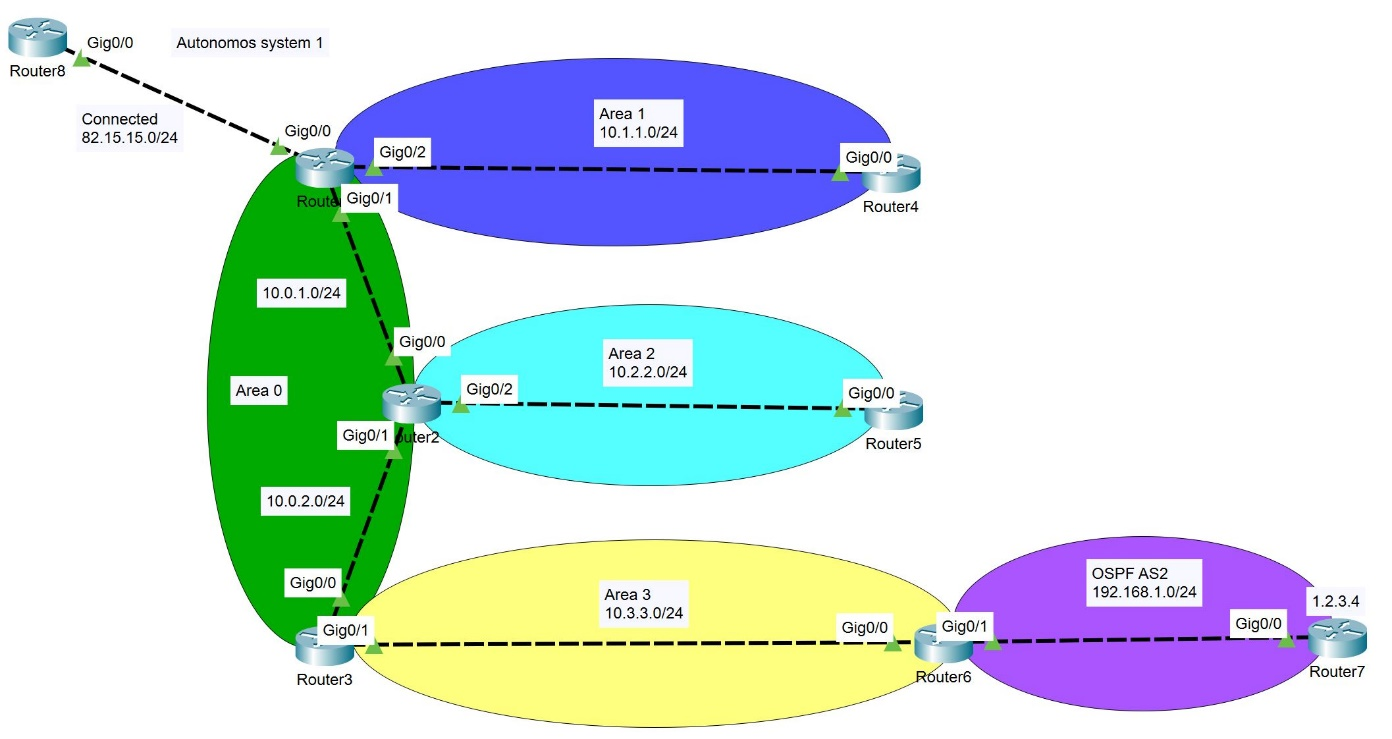 Gig0/0
Autonomos system 1
Router8
Connected
82.15.15.0/24
Gig0/0
Area 1
10.1.1.0/24
Gig0/2
Gig0/0
Route
Gig0/1
Router4
10.0.1.0/24
Gig0/0
Area 2
10.2.2.0/24
Area 0
Gig0/2
Gig0/0
Gig0/1
outer2
Router5
10.0.2.0/24
Gig0/0
Area 3
10.3.3.0/24
OSPF AS2
192.168.1.0/24
1.2.3.4
Gig0/1
Gig0/0
Gig0/1
Gig0/0
Router3
Router6
Router7